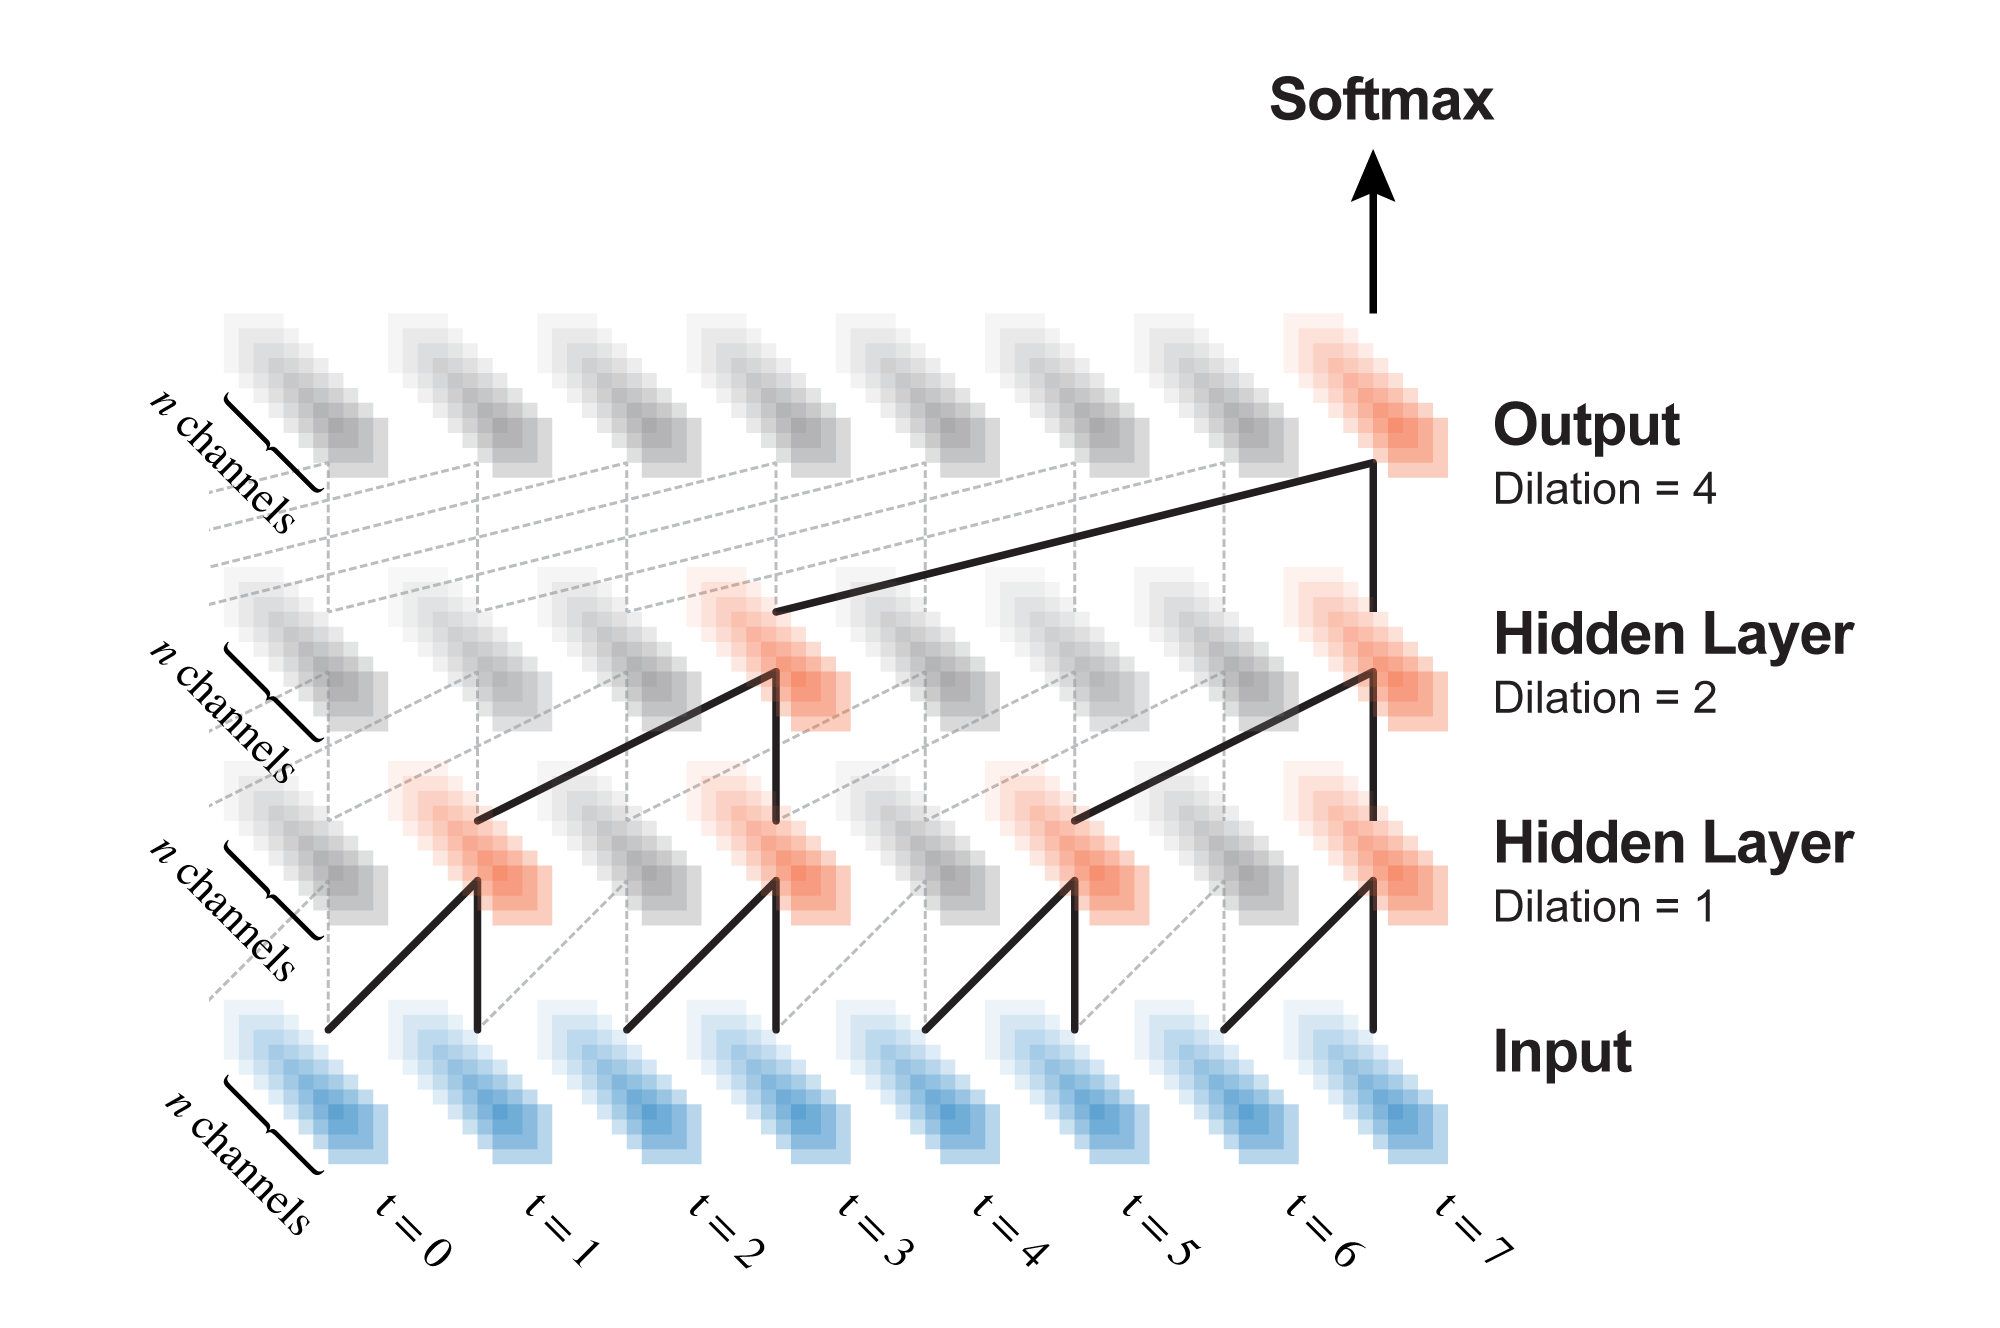 Softmax
n channels
Output
Dilation = 4
n channels
Hidden Layer
Dilation = 2
n channels
Hidden Layer
Dilation = 1
n channels
Input
t = 0
t = 1
t = 2
t = 3
t = 4
t = 5
t = 6
t = 7